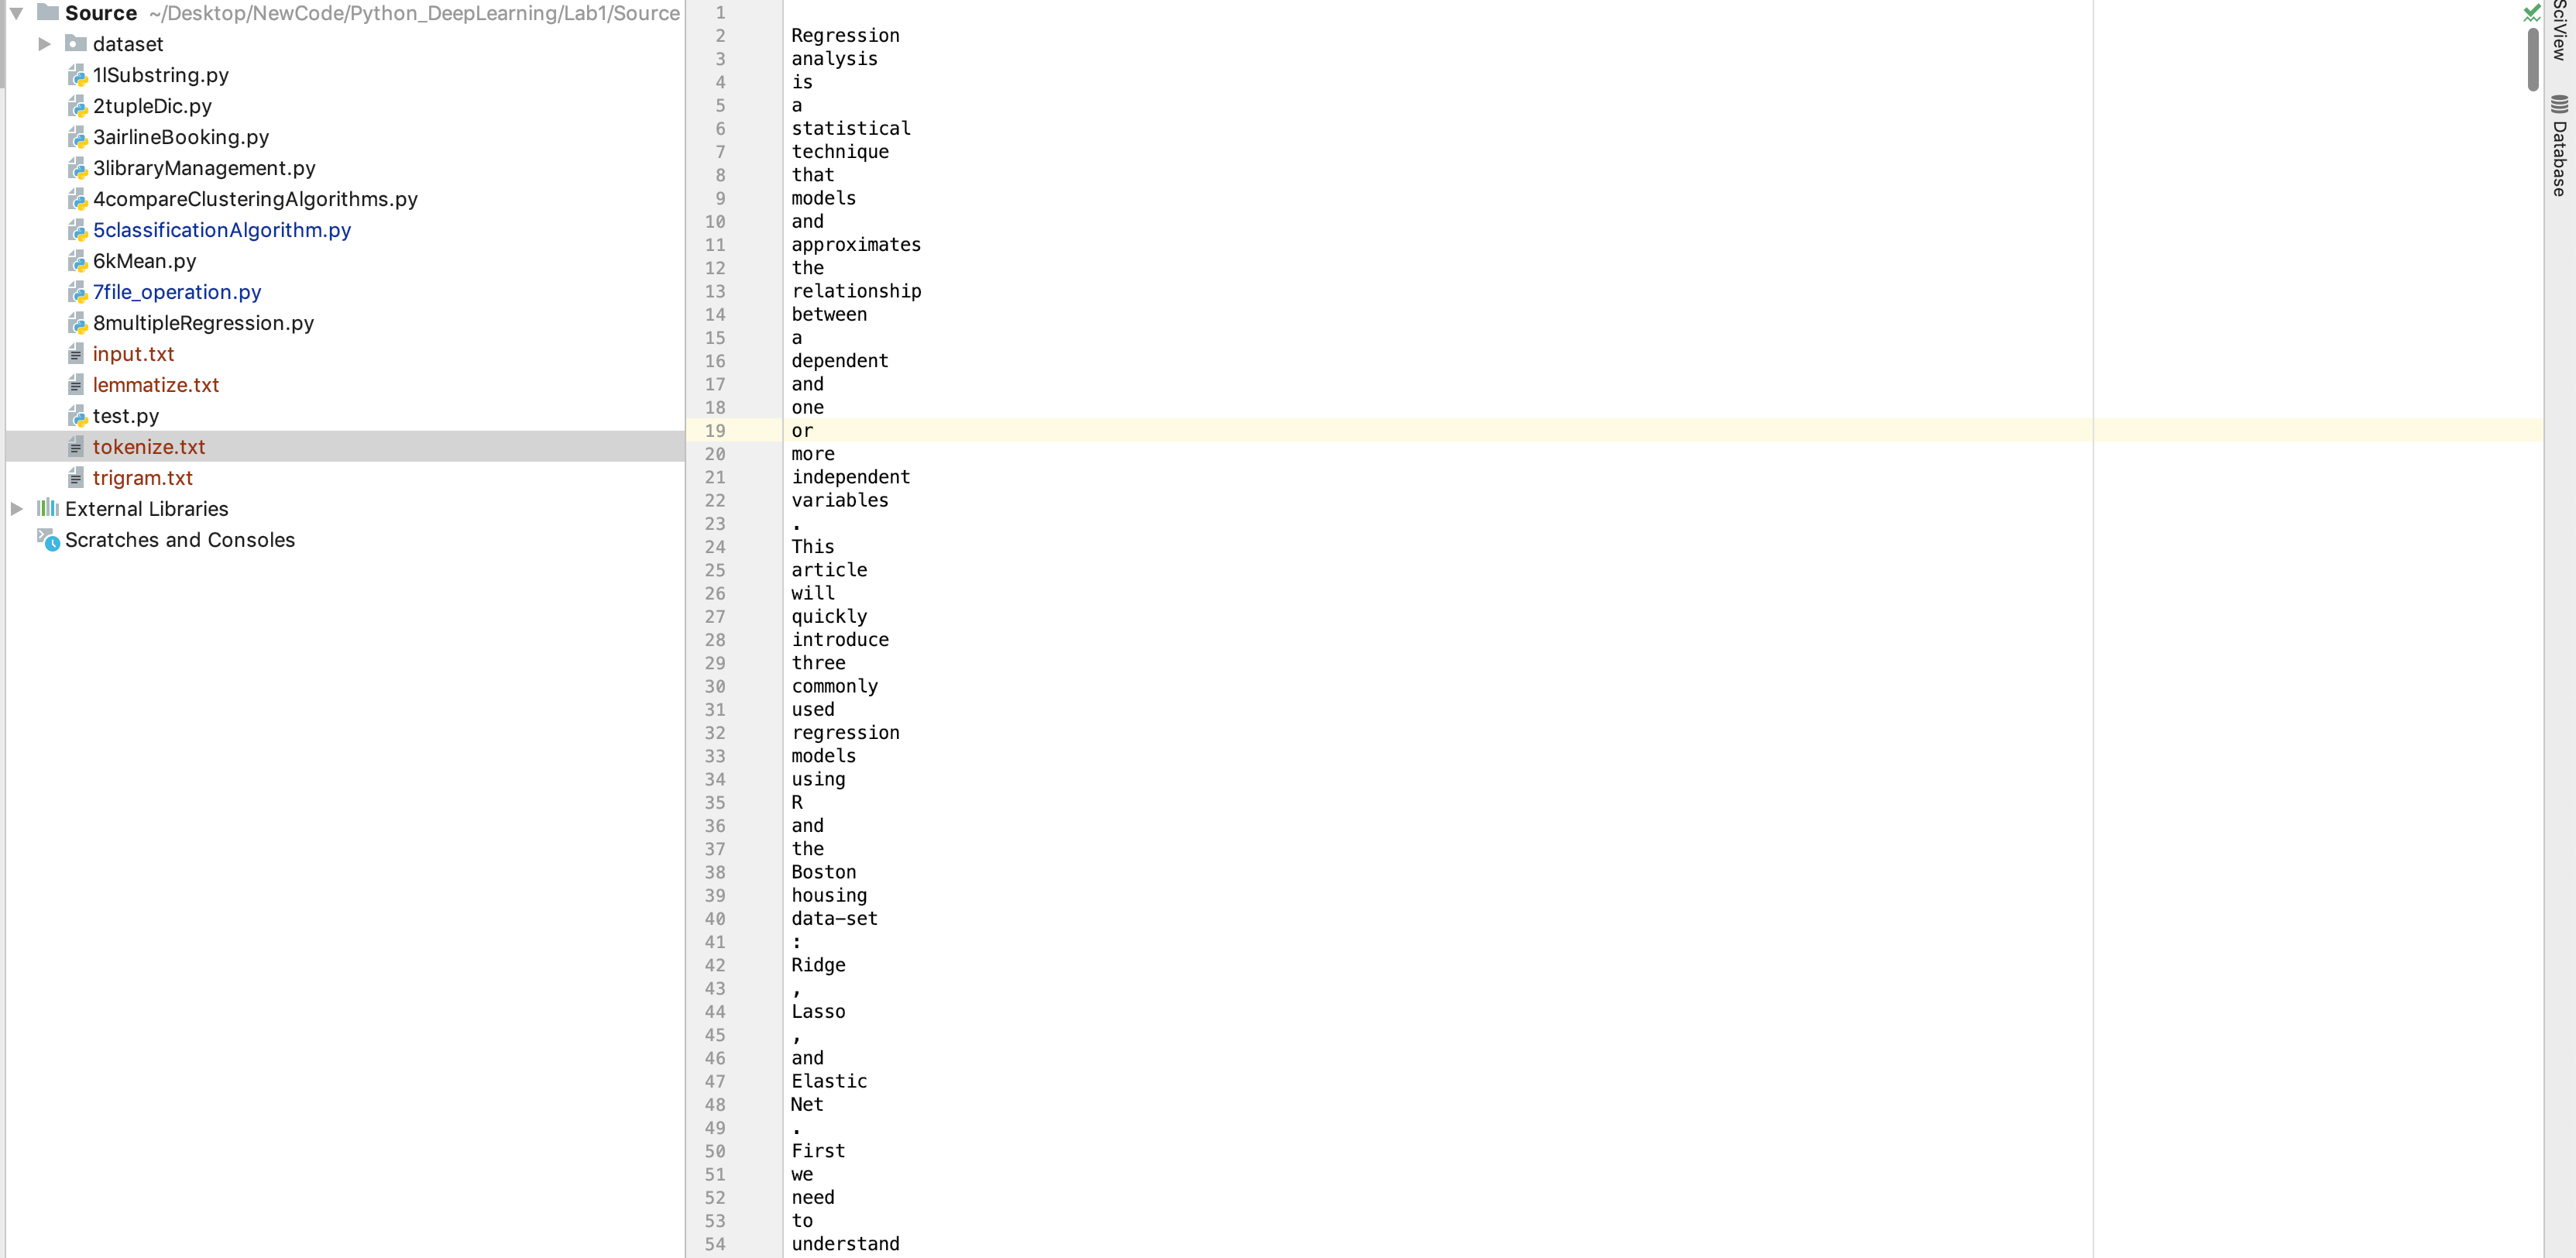 Source ~/Desktop/NewCode/Python_DeepLearning/Lab1/Source
dataset
1lSubstring.py
2tupleDic.py
3airlineBooking.py
3libraryManagement.py
4compareClusteringAlgorithms.py
5classificationAlgorithm.py
6kMean.py
7file_operation.py
8multipleRegression.py
input.txt
lemmatize.txt
test.py
tokenize.txt
trigram.txt
External Libraries
Scratches and Consoles
1
2 Regression
3 analysis
4 is
5 a
6 statistical
7 technique
8 that
9 models
10 and
11 approximates
12 the
13 relationship
14 between
15 a
16 dependent
17 and
18 one
19 or
20 more
21 independent
22 variables
23 .
24 This
25 article
26 will
27 quickly
28 introduce
29 three
30 commonly
31 used
32 regression
33 models
34 using
35 R
36 and
37 the
38 Boston
39 housing
40 data-set
41 :
42 Ridge
43 ,
44 Lasso
45 ,
46 and
47 Elastic
48 Net
49 .
50 First
51 we
52 need
53 to
54 understand
SciView
Database